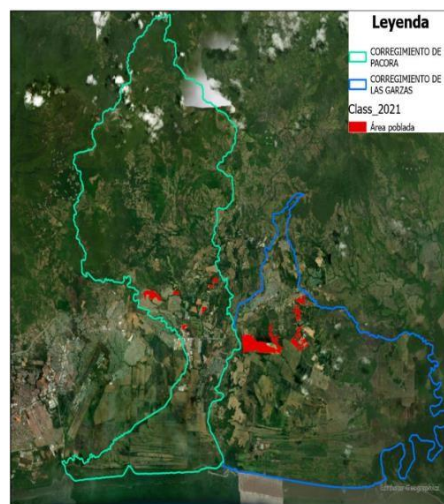 Leyenda
CORREGIMIENTO DE
PACORA
CORREGIMIENTO DE
LAS GARZAS
Class_2021
Área poblada